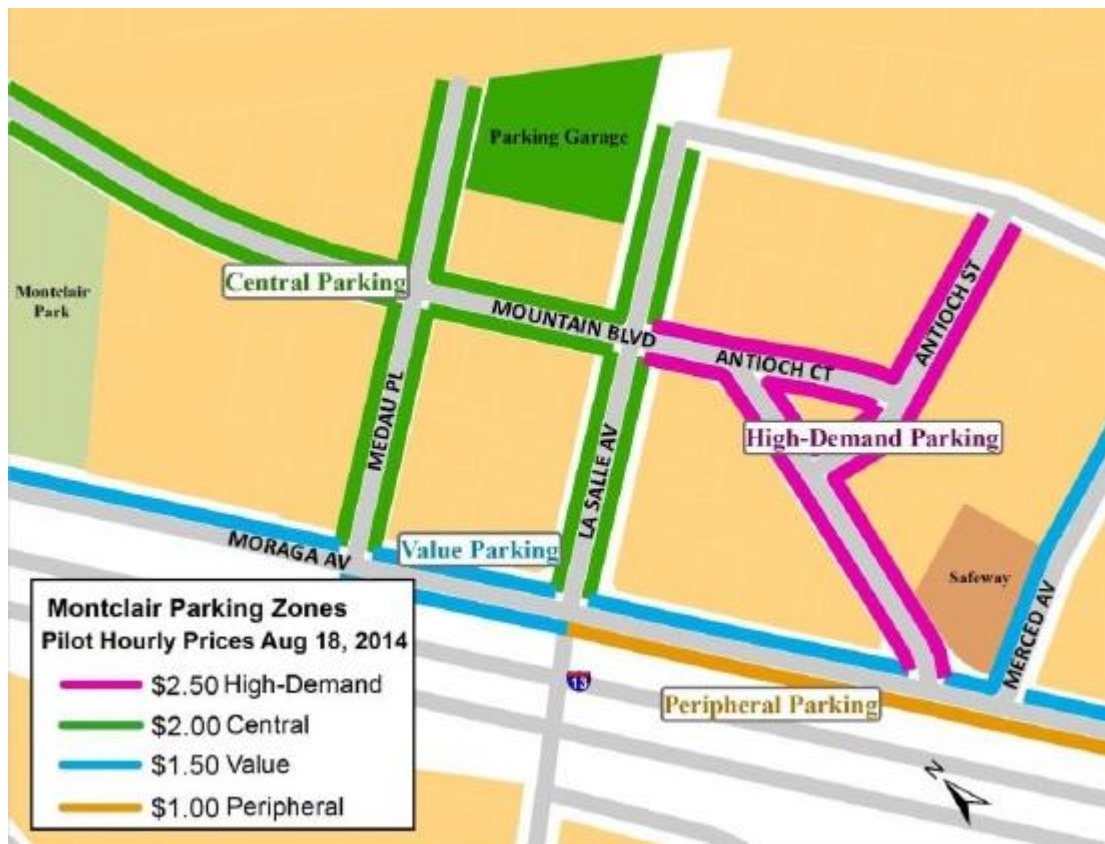 Parking Garage
Central Parking
Montclair
Park
MOUNTAIN BLVD
ANTIOCH CT
ANTIOCH ST
MEDAU PL
High-Demand Parking
LA SALLE AV
MORAGA AV
Value Parking
Safeway
MERCED AV
Montclair Parking Zones
Pilot Hourly Prices Aug 18, 2014
$2.50 High-Demand
$2.00 Central
$1.50 Value
$1.00 Peripheral
13
Peripheral Parking
N